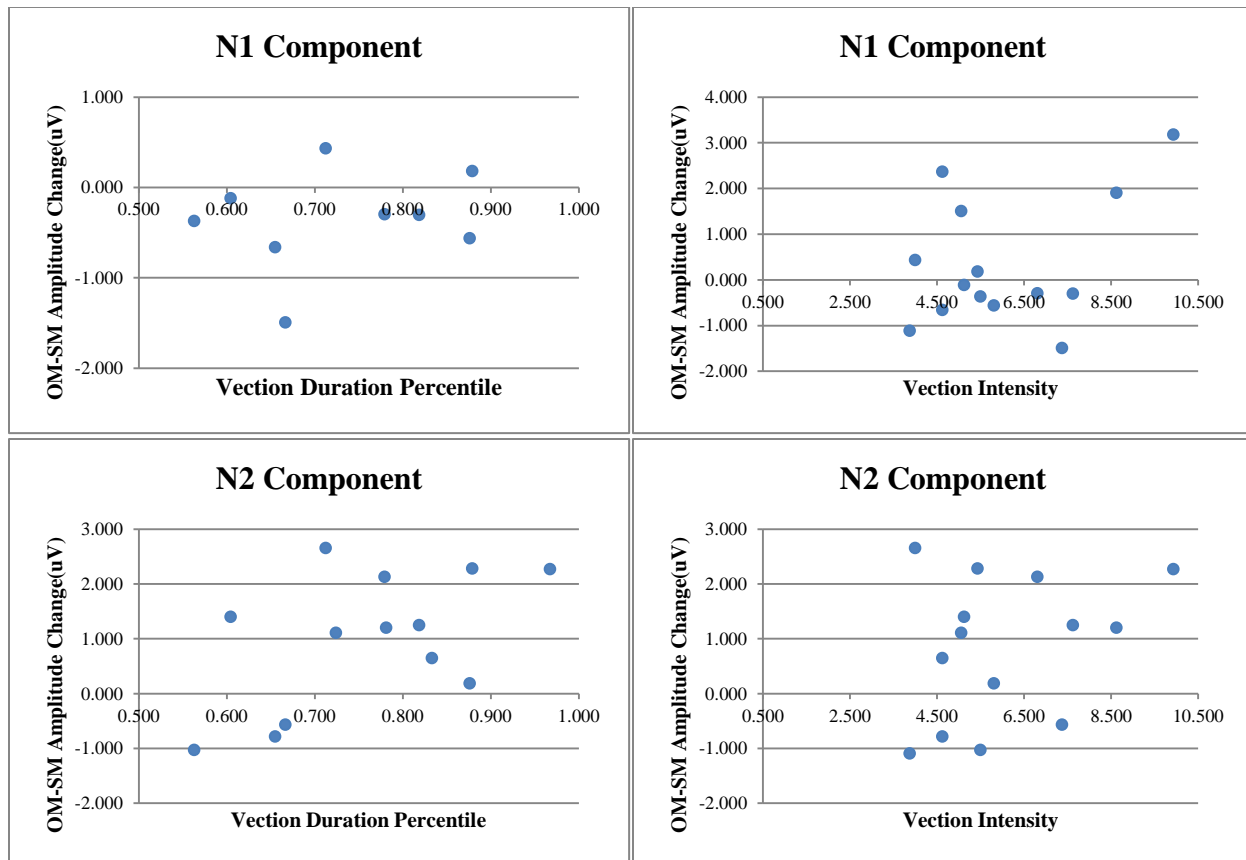 N1 Component
OM-SM Amplitude Change(uV)
1.000
0.000
-1.000
-2.000
0.500 0.600 0.700 0.800 0.900 1.000
Vection Duration Percentile
N1 Component
OM-SM Amplitude Change(uV)
4.000
3.000
2.000
1.000
0.000
-1.000
-2.000
0.500 2.500 4.500 6.500 8.500 10.500
Vection Intensity
N2 Component
OM-SM Amplitude Change(uV)
3.000
2.000
1.000
0.000
-1.000
-2.000
0.500 0.600 0.700 0.800 0.900 1.000
Vection Duration Percentile
N2 Component
OM-SM Amplitude Change(uV)
3.000
2.000
1.000
0.000
-1.000
-2.000
0.500 2.500 4.500 6.500 8.500 10.500
Vection Intensity